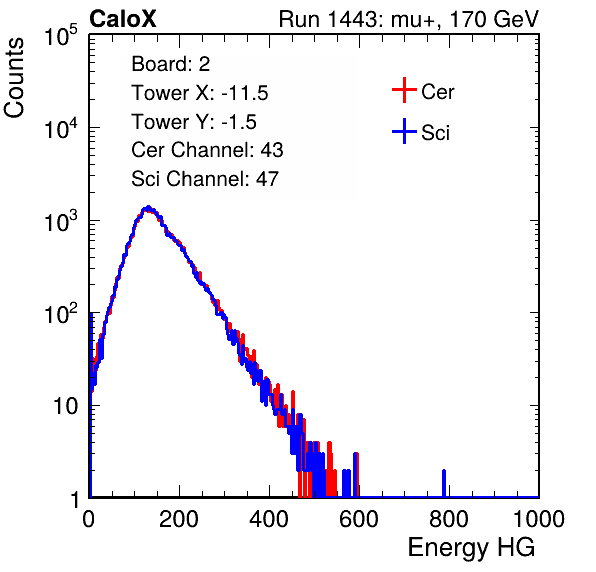 CaloX Run 1443: mu+, 170 GeV
Counts
Board: 2
Tower X: -11.5
Tower Y: -1.5
Cer Channel: 43
Sci Channel: 47
Cer
Sci
10^5
10^4
10^3
10^2
10
1
0 200 400 600 800 1000
Energy HG